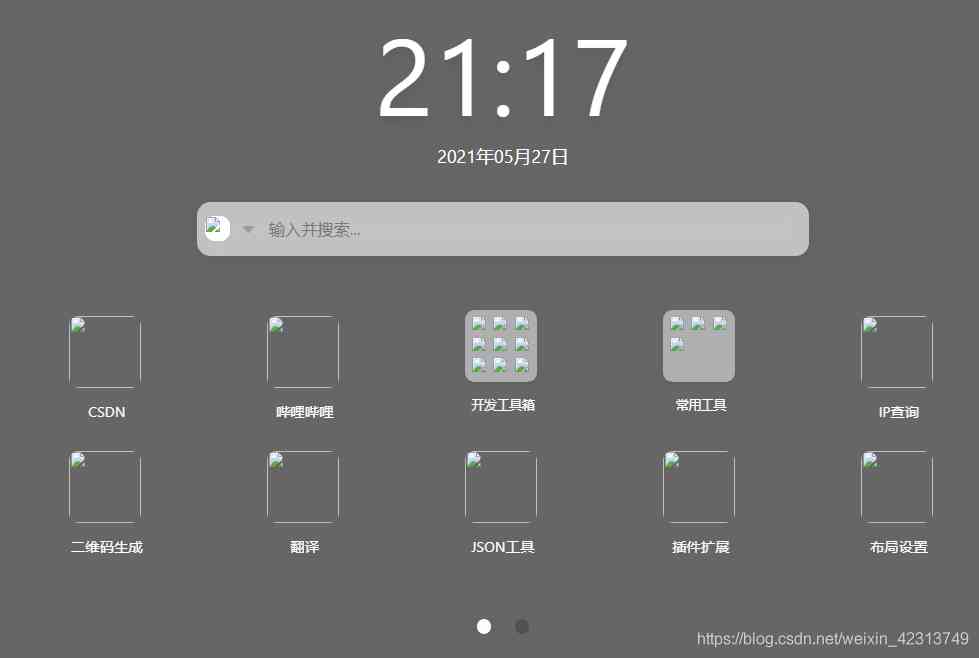 21:17
2021年05月27日
输入并搜索...
CSDN
哔哩哔哩
开发工具箱
常用工具
IP查询
二维码生成
翻译
JSON工具
插件扩展
布局设置
https://blog.csdn.net/weixin_42313749